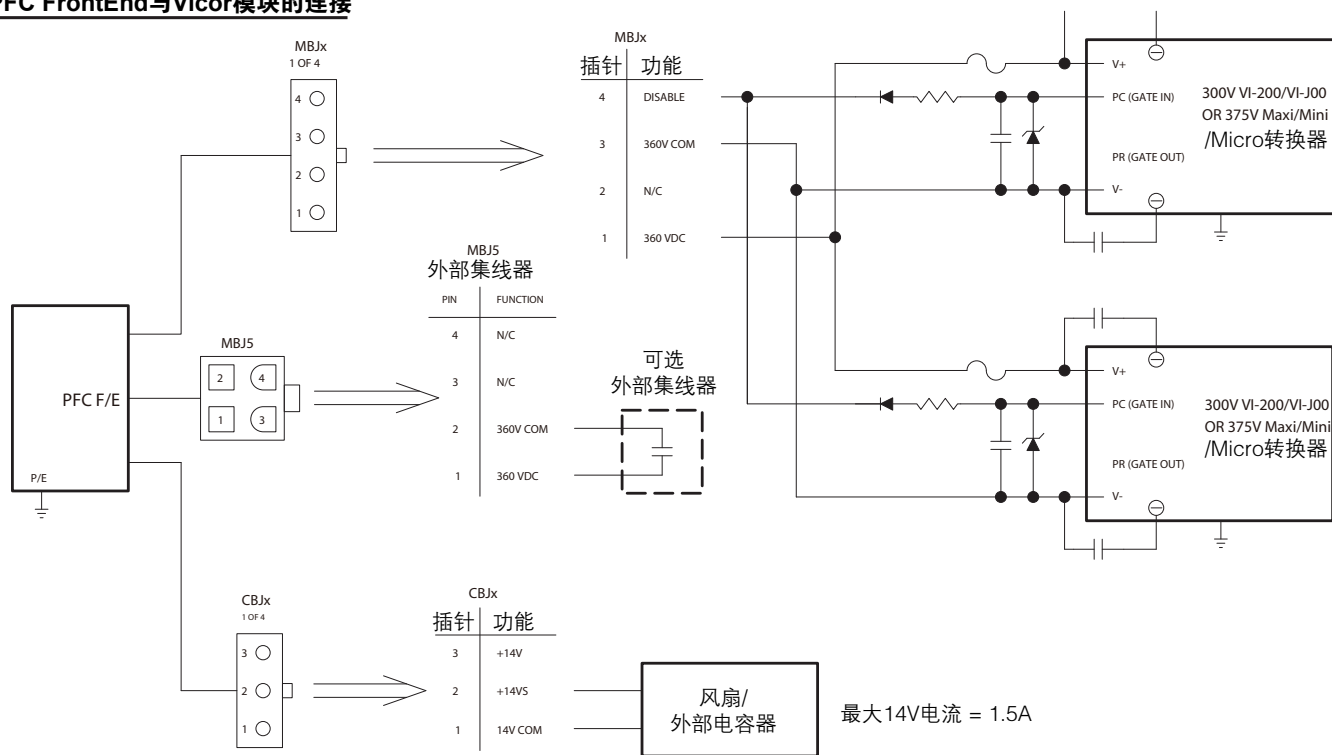 PFC FrontEnd与Vicor模块的连接
MBJx
1 OF 4
4
3
2
1
MBJx
插针 功能
4 DISABLE
3 360V COM
2 N/C
1 360 VDC
V+
PC (GATE IN)
PR (GATE OUT)
V-
300V VI-200/VI-J00
OR 375V Maxi/Mini
/Micro转换器
PFC F/E
P/E
MBJ5
2 4
1 3
MBJ5
外部集线器
PIN FUNCTION
4 N/C
3 N/C
2 360V COM
1 360 VDC
可选
外部集线器
V+
PC (GATE IN)
PR (GATE OUT)
V-
300V VI-200/VI-J00
OR 375V Maxi/Mini
/Micro转换器
CBJx
1 OF 4
3
2
1
CBJx
插针 功能
3 +14V
2 +14VS
1 14V COM
风扇/
外部电容器
最大14V电流 = 1.5A